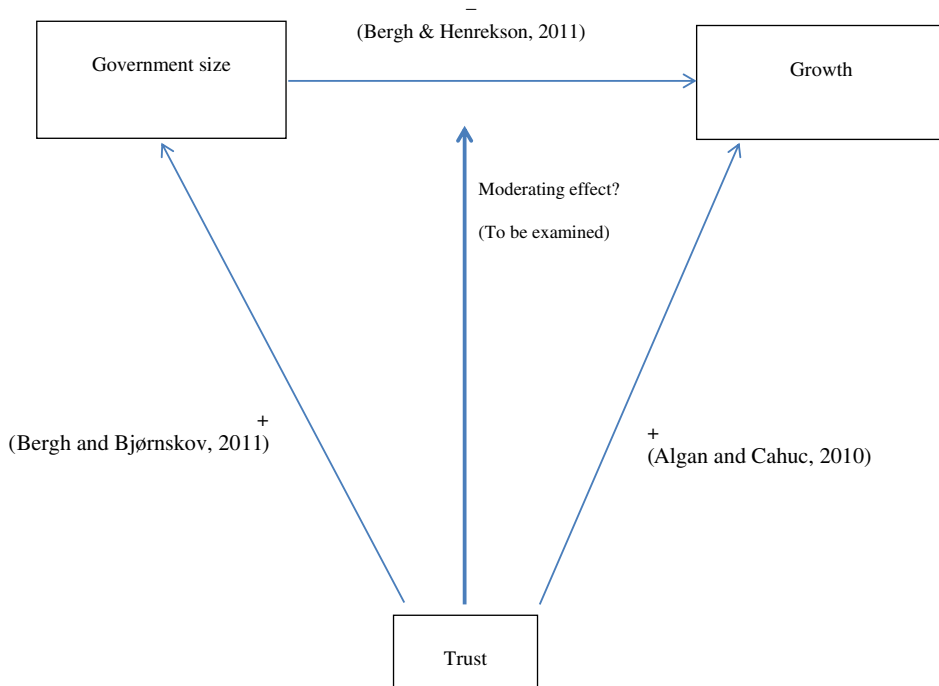 –
(Bergh & Henrekson, 2011)
Government size
Growth
Moderating effect?
(To be examined)
+
(Bergh and Bjørnskov, 2011)
+
(Algan and Cahuc, 2010)
Trust